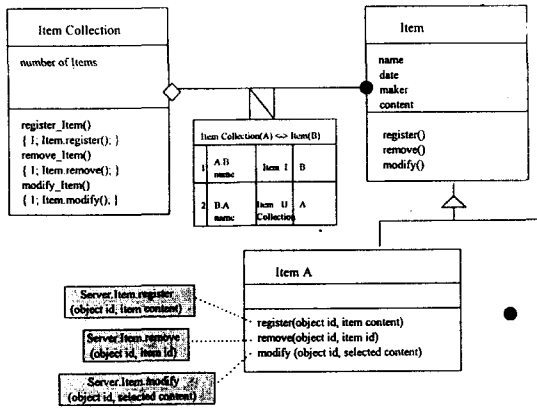 Item Collection
number of Items
register_Item()
{ I; Item.register(); }
remove_Item()
{ I; Item.remove(); }
modify_Item()
{ I; Item.modify(); }
Item
name
date
maker
content
register()
remove()
modify()
Item Collection(A) <-> Item(B)
1 A.B name Item I B
2 B.A name Item U Collection A
Item A
register(object id, item content)
remove(object id, item id)
modify (object id, selected content)
Server.Item.register
(object id, item content)
Server.Item.remove
(object id, item id)
Server.Item.modify
(object id, selected content)